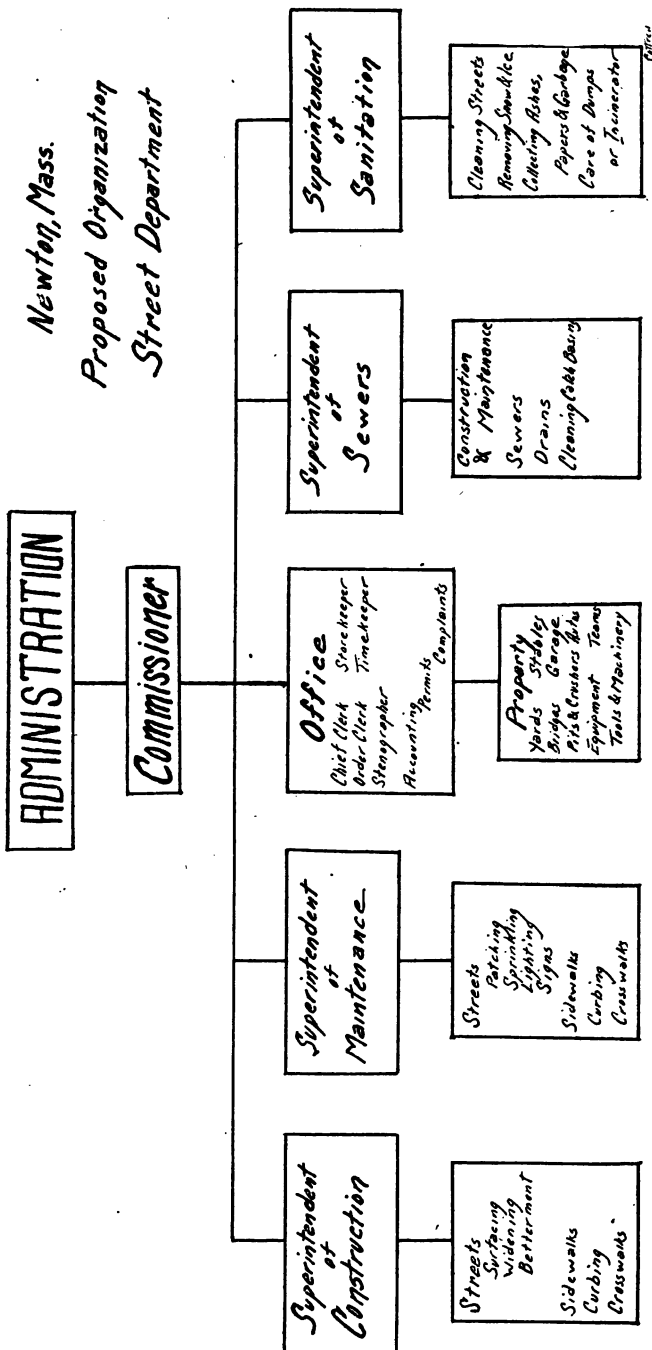 Newton, Mass.
Proposed Organization
Street Department
ADMINISTRATION
Commissioner
Superintendent
of
Construction
Streets
Surfacing
Widening
Betterment
Sidewalks
Curbing
Crosswalks
Superintendent
of
Maintenance
Streets
Patching
Sprinkling
Lighting
Signs
Sidewalks
Curbing
Crosswalks
Office
Chief Clerk Storekeeper
Order Clerk Timekeeper
Stenographer
Accounting Permits Complaints
Property
Yards Stables
Bridges Garage
Pits & Crushers Autos
Equipment Teams
Tools & Machinery
Superintendent
of
Sewers
Construction
& Maintenance
Sewers
Drains
Cleaning Catch Basins
Superintendent
of
Sanitation
Cleaning Streets
Removing Snow & Ice
Collecting Ashes,
Papers & Garbage
Care of Dumps
or Incinerator